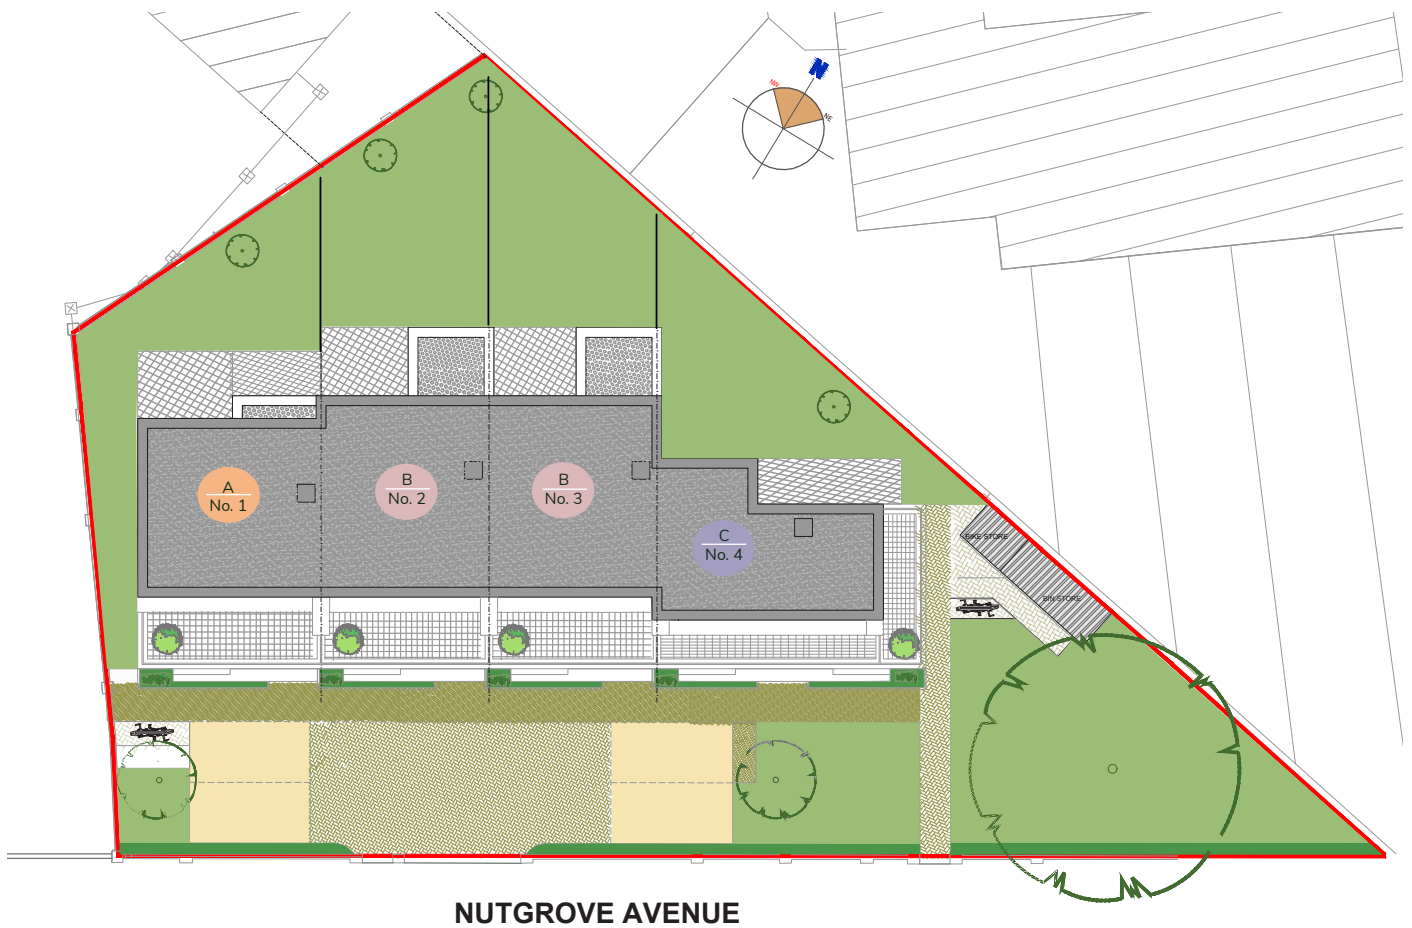 N
NW
NE
A
No. 1
B
No. 2
B
No. 3
C
No. 4
BIKE STORE
BIN STORE
NUTGROVE AVENUE